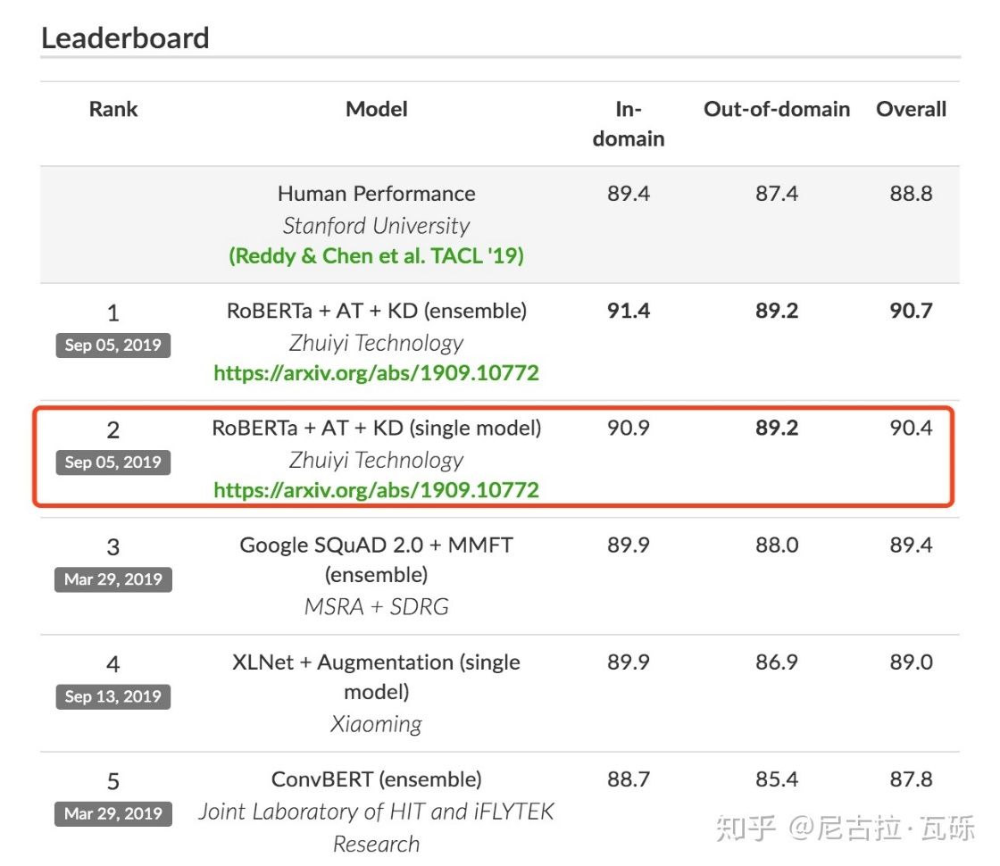 Leaderboard
Rank Model In-domain Out-of-domain Overall
Human Performance 89.4 87.4 88.8
Stanford University
(Reddy & Chen et al. TACL '19)
1 RoBERTa + AT + KD (ensemble) 91.4 89.2 90.7
Sep 05, 2019 Zhuiyi Technology
https://arxiv.org/abs/1909.10772
2 RoBERTa + AT + KD (single model) 90.9 89.2 90.4
Sep 05, 2019 Zhuiyi Technology
https://arxiv.org/abs/1909.10772
3 Google SQuAD 2.0 + MMFT 89.9 88.0 89.4
Mar 29, 2019 (ensemble)
MSRA + SDRG
4 XLNet + Augmentation (single 89.9 86.9 89.0
Sep 13, 2019 model)
Xiaoming
5 ConvBERT (ensemble) 88.7 85.4 87.8
Mar 29, 2019 Joint Laboratory of HIT and iFLYTEK
Research
知乎 @尼古拉·瓦砾